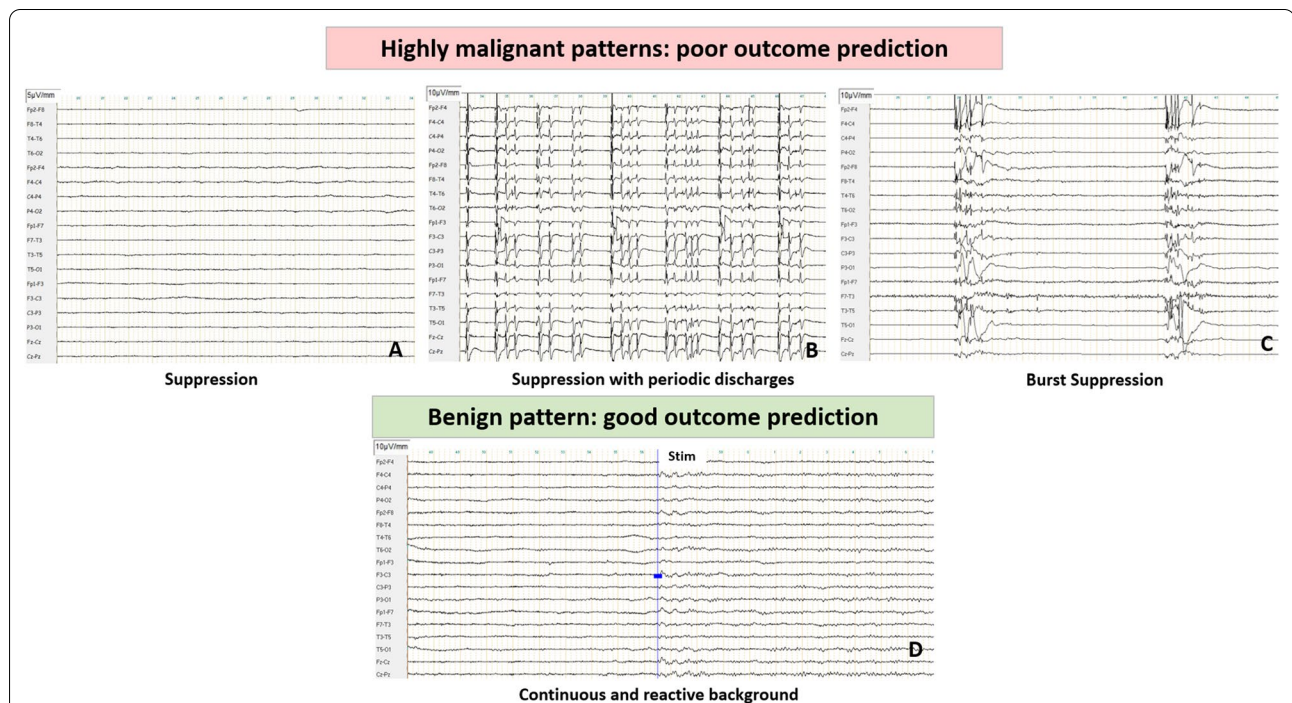 Highly malignant patterns: poor outcome prediction
5µV/mm
Fp2-F8
F8-T4
T4-T6
T6-O2
Fp2-F4
F4-C4
C4-P4
P4-O2
Fp1-F7
F7-T3
T3-T5
T5-O1
Fp1-F3
F3-C3
C3-P3
P3-O1
Fz-Cz
Cz-Pz
A
Suppression
10µV/mm
Fp2-F4
F4-C4
C4-P4
P4-O2
Fp2-F8
F8-T4
T4-T6
T6-O2
Fp1-F3
F3-C3
C3-P3
P3-O1
Fp1-F7
F7-T3
T3-T5
T5-O1
Fz-Cz
Cz-Pz
B
Suppression with periodic discharges
10µV/mm
Fp2-F4
F4-C4
C4-P4
P4-O2
Fp2-F8
F8-T4
T4-T6
T6-O2
Fp1-F3
F3-C3
C3-P3
P3-O1
Fp1-F7
F7-T3
T3-T5
T5-O1
Fz-Cz
Cz-Pz
C
Burst Suppression
Benign pattern: good outcome prediction
10µV/mm
Stim
Fp2-F4
F4-C4
C4-P4
P4-O2
Fp2-F8
F8-T4
T4-T6
T6-O2
Fp1-F3
F3-C3
C3-P3
P3-O1
Fp1-F7
F7-T3
T3-T5
T5-O1
Fz-Cz
Cz-Pz
D
Continuous and reactive background